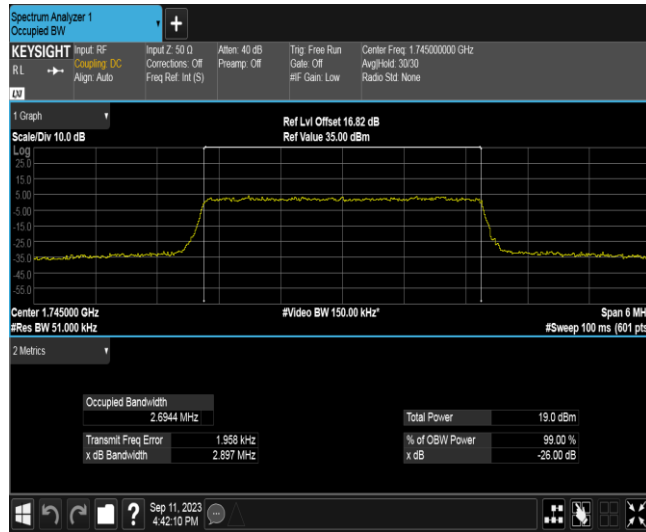 Spectrum Analyzer 1
Occupied BW
+
KEYSIGHT
R L
LXI
Input: RF
Coupling: DC
Align: Auto
Input Z: 50 Ω
Corrections: Off
Freq Ref: Int (S)
Atten: 40 dB
Preamp: Off
Trig: Free Run
Gate: Off
#IF Gain: Low
Center Freq: 1.745000000 GHz
Avg|Hold: 30/30
Radio Std: None
1 Graph
Scale/Div 10.0 dB
Ref Lvl Offset 16.82 dB
Ref Value 35.00 dBm
Log
25.0
15.0
5.00
-5.00
-15.0
-25.0
-35.0
-45.0
-55.0
Center 1.745000 GHz
#Res BW 51.000 kHz
#Video BW 150.00 kHz*
Span 6 MH
#Sweep 100 ms (601 pts
2 Metrics
Occupied Bandwidth
2.6944 MHz
Transmit Freq Error 1.958 kHz
x dB Bandwidth 2.897 MHz
Total Power 19.0 dBm
% of OBW Power 99.00 %
x dB -26.00 dB
?
Sep 11, 2023
4:42:10 PM